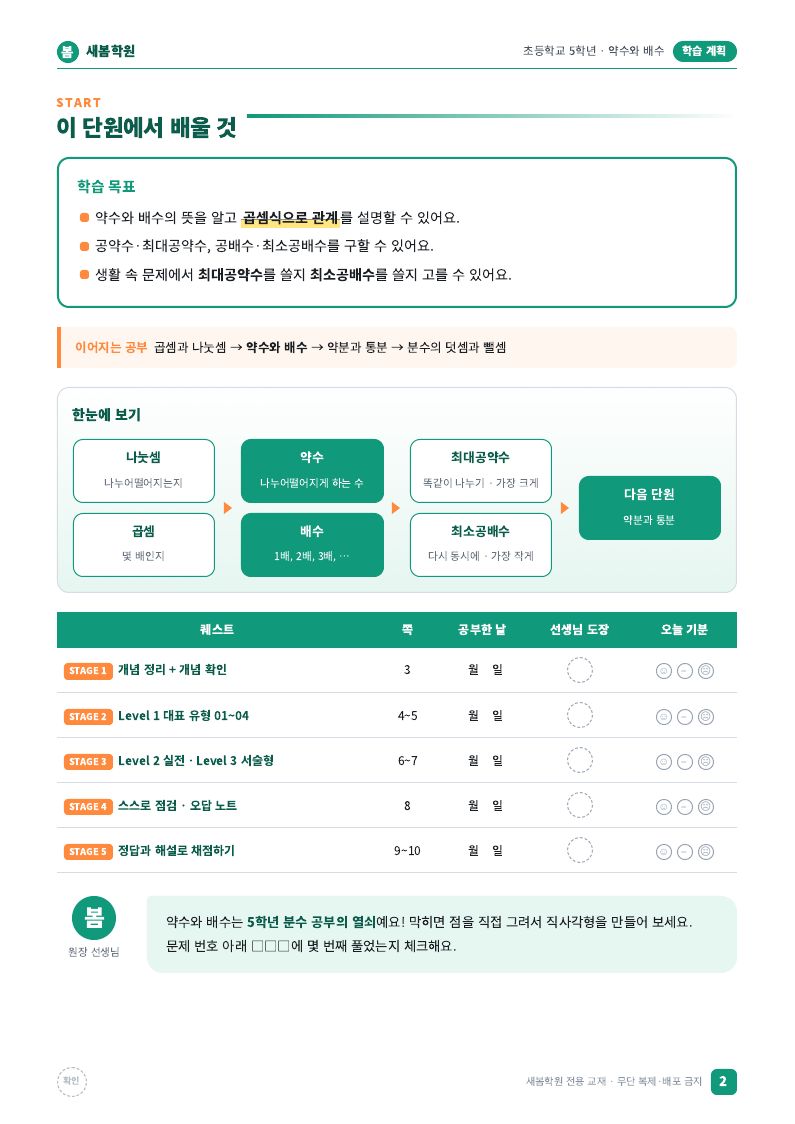 봄 새봄학원
초등학교 5학년 · 약수와 배수 학습 계획
START
이 단원에서 배울 것
학습 목표
약수와 배수의 뜻을 알고 곱셈식으로 관계를 설명할 수 있어요.
공약수·최대공약수, 공배수·최소공배수를 구할 수 있어요.
생활 속 문제에서 최대공약수를 쓸지 최소공배수를 쓸지 고를 수 있어요.
이어지는 공부 곱셈과 나눗셈 → 약수와 배수 → 약분과 통분 → 분수의 덧셈과 뺄셈
한눈에 보기
나눗셈
나누어떨어지는지
곱셈
몇 배인지
약수
나누어떨어지게 하는 수
배수
1배, 2배, 3배, ···
최대공약수
똑같이 나누기 · 가장 크게
최소공배수
다시 동시에 · 가장 작게
다음 단원
약분과 통분
퀘스트 쪽 공부한 날 선생님 도장 오늘 기분
STAGE 1 개념 정리 + 개념 확인 3 월 일
STAGE 2 Level 1 대표 유형 01~04 4~5 월 일
STAGE 3 Level 2 실전 · Level 3 서술형 6~7 월 일
STAGE 4 스스로 점검 · 오답 노트 8 월 일
STAGE 5 정답과 해설로 채점하기 9~10 월 일
봄
원장 선생님
약수와 배수는 5학년 분수 공부의 열쇠예요! 막히면 점을 직접 그려서 직사각형을 만들어 보세요.
문제 번호 아래 □□□에 몇 번째 풀었는지 체크해요.
확인
새봄학원 전용 교재 · 무단 복제·배포 금지 2